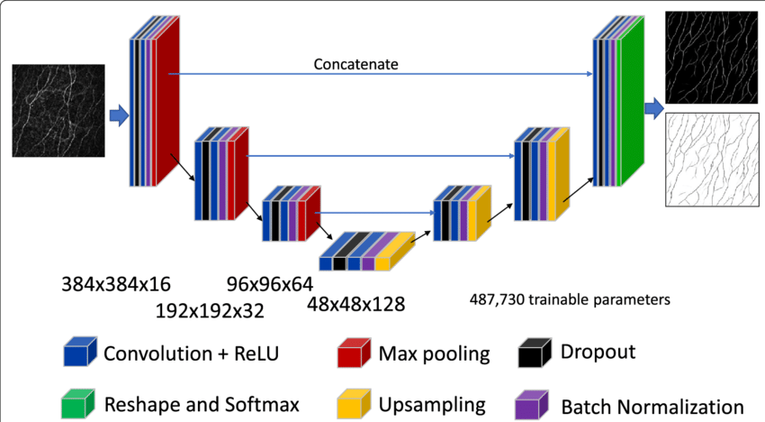 Concatenate
384x384x16
96x96x64
192x192x32
48x48x128
487,730 trainable parameters
Convolution + ReLU
Max pooling
Dropout
Reshape and Softmax
Upsampling
Batch Normalization